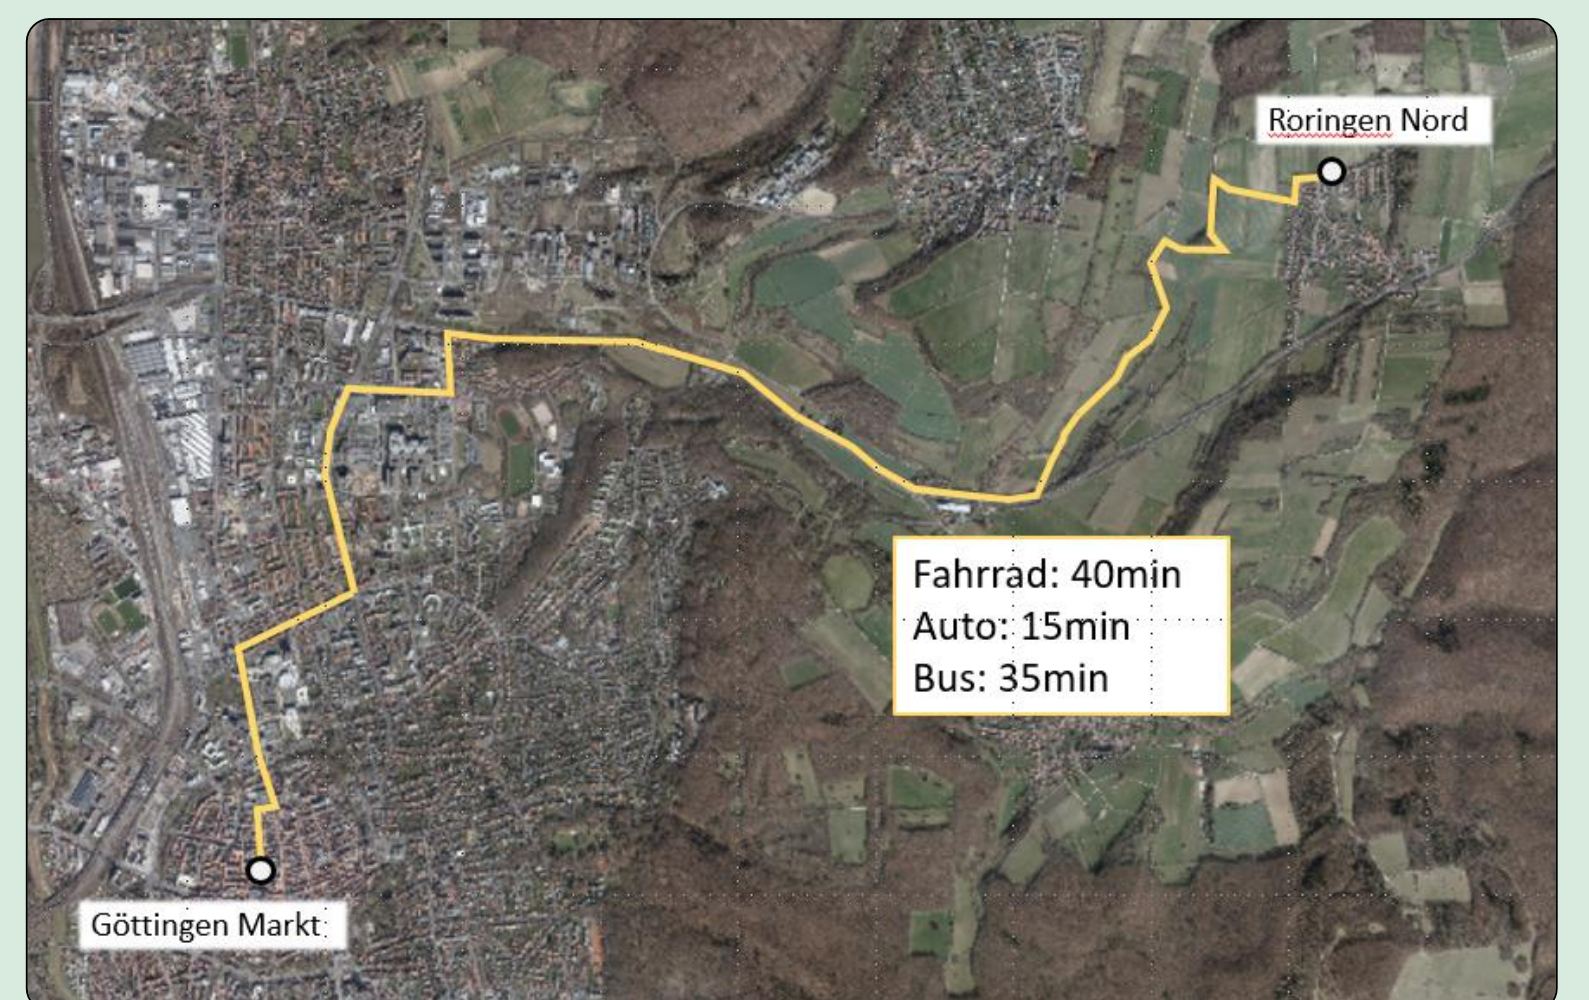 Roringen Nord
Fahrrad: 40min
Auto: 15min
Bus: 35min
Göttingen Markt